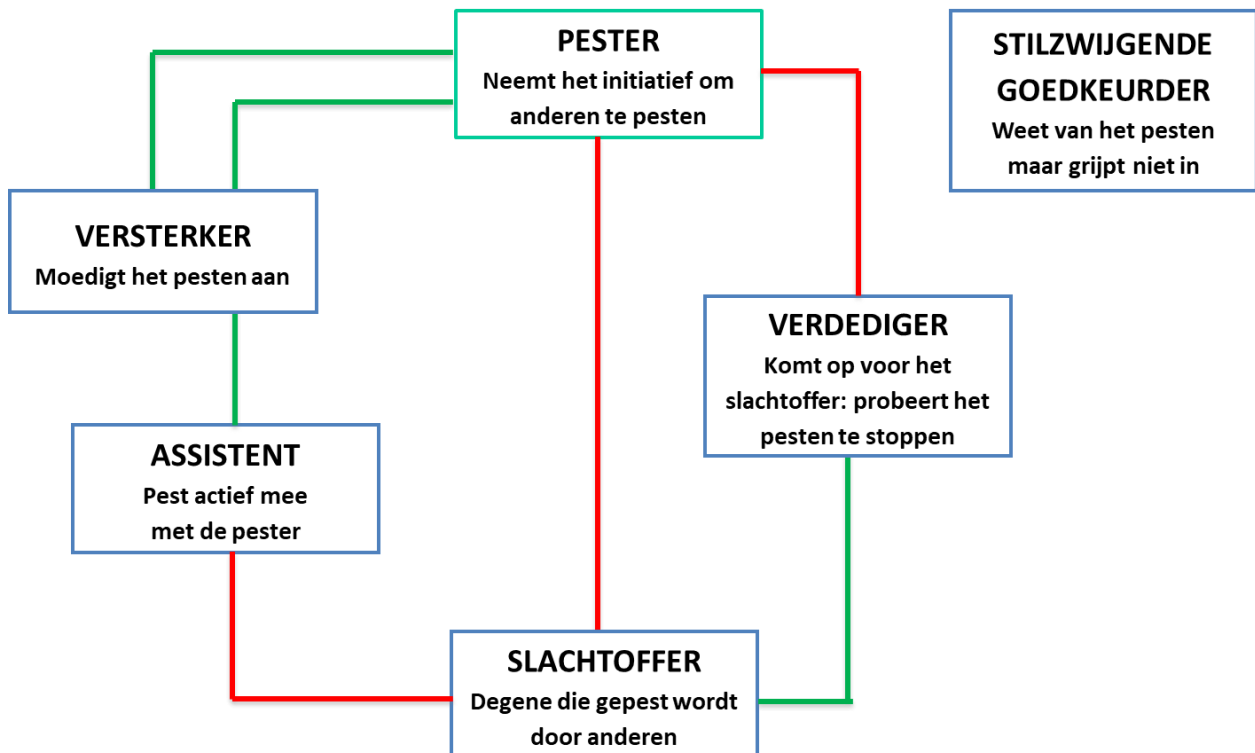 PESTER
Neemt het initiatief om
anderen te pesten
STILZWIJGENDE
GOEDKEURDER
Weet van het pesten
maar grijpt niet in
VERSTERKER
Moedigt het pesten aan
VERDEDIGER
Komt op voor het
slachtoffer: probeert het
pesten te stoppen
ASSISTENT
Pest actief mee
met de pester
SLACHTOFFER
Degene die gepest wordt
door anderen